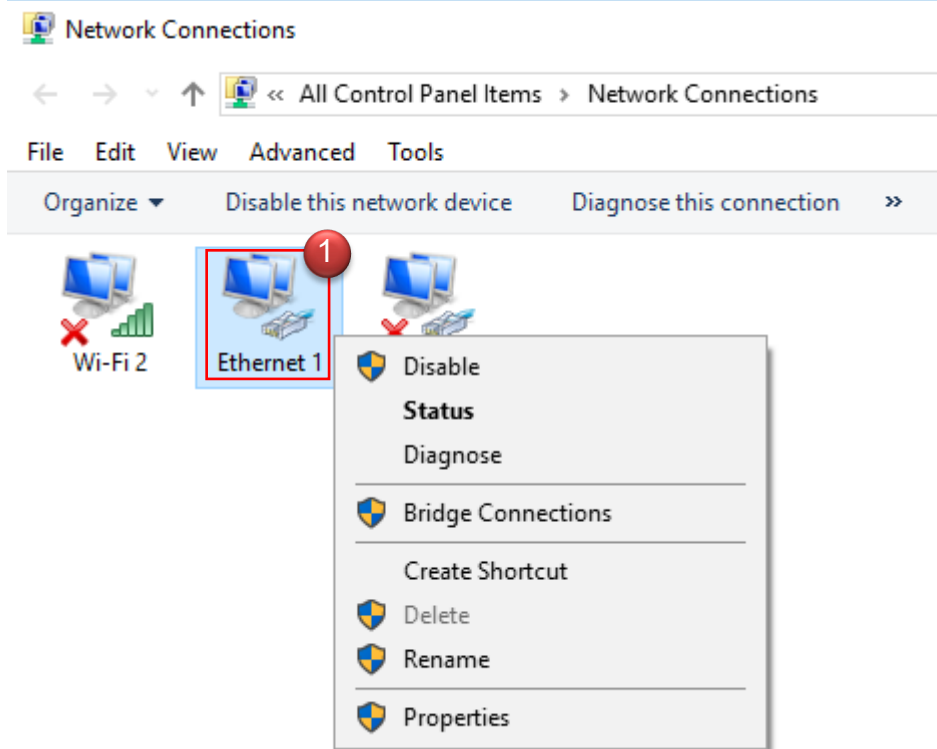 Network Connections
« All Control Panel Items > Network Connections
File Edit View Advanced Tools
Organize Disable this network device Diagnose this connection »
1
Wi-Fi 2 Ethernet 1
Disable
Status
Diagnose
Bridge Connections
Create Shortcut
Delete
Rename
Properties